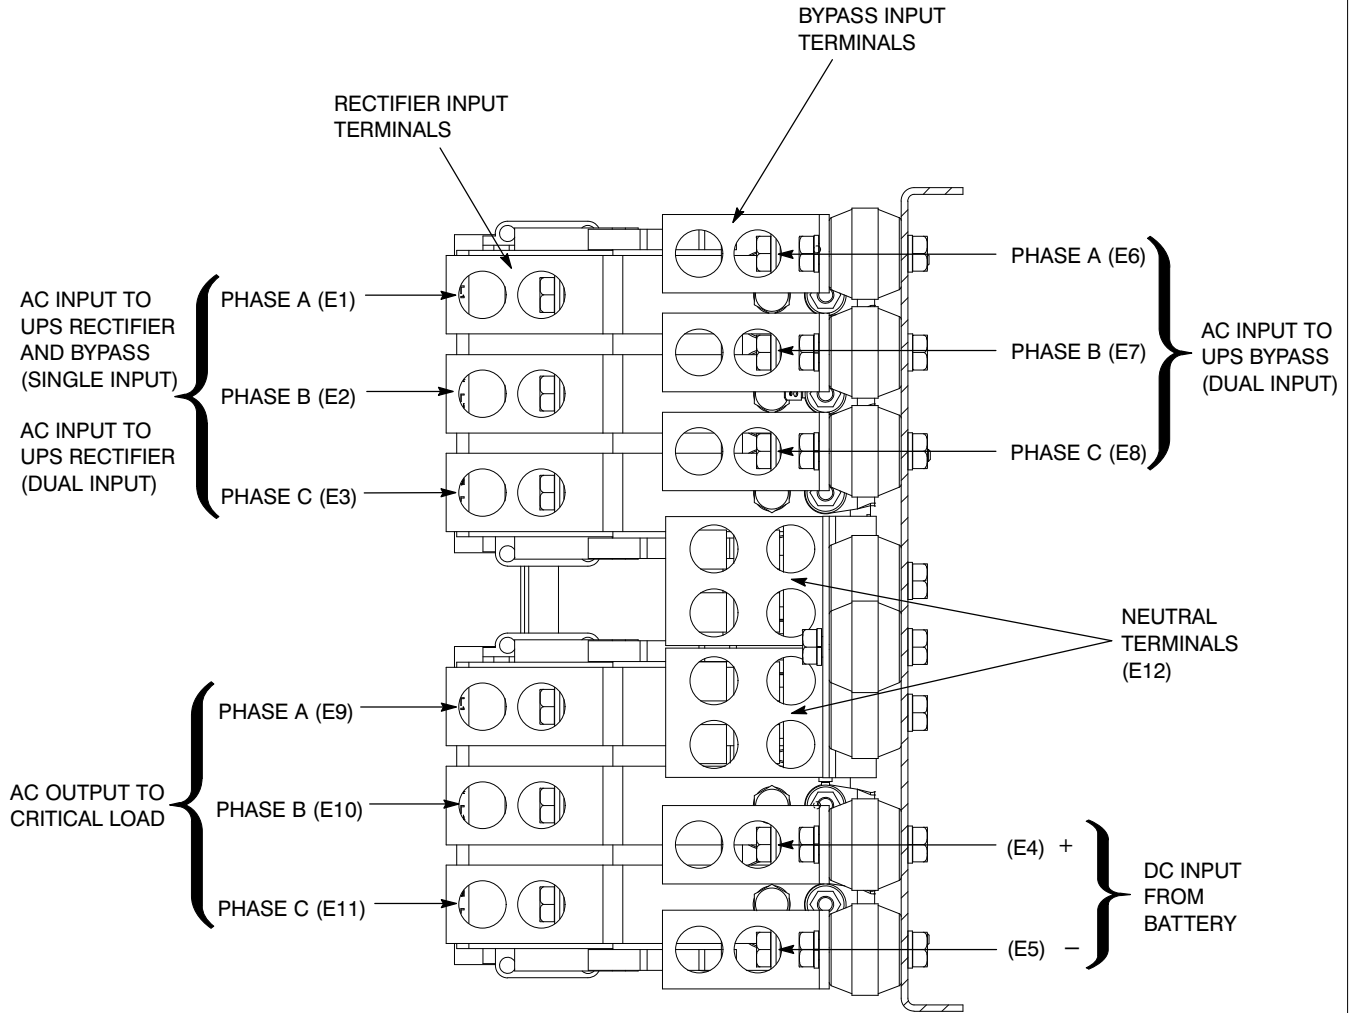 BYPASS INPUT
TERMINALS
RECTIFIER INPUT
TERMINALS
AC INPUT TO
UPS RECTIFIER
AND BYPASS
(SINGLE INPUT)
AC INPUT TO
UPS RECTIFIER
(DUAL INPUT)
PHASE A (E1)
PHASE B (E2)
PHASE C (E3)
PHASE A (E6)
PHASE B (E7)
PHASE C (E8)
AC INPUT TO
UPS BYPASS
(DUAL INPUT)
NEUTRAL
TERMINALS
(E12)
AC OUTPUT TO
CRITICAL LOAD
PHASE A (E9)
PHASE B (E10)
PHASE C (E11)
(E4) +
(E5) −
DC INPUT
FROM
BATTERY